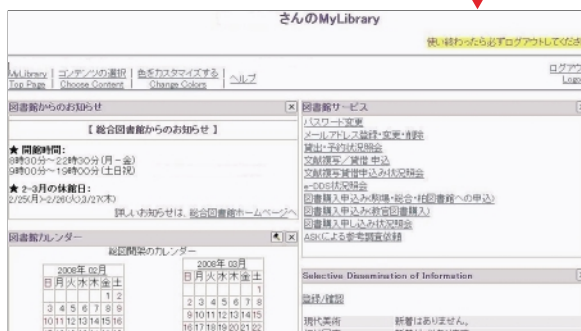 さんのMyLibrary
使い終わったら必ずログアウトしてくださ
MyLibrary | コンテンツの選択 | 色をカスタマイズする | ヘルプ
Top Page | Choose Content | Change Colors
ログアウ
Logo
図書館からのお知らせ
【 総合図書館からのお知らせ 】
★ 開館時間:
8時30分~22時30分(月-金)
9時00分~19時00分(土日祝)
★ 2-3月の休館日:
2/25(月)・2/26(火)3/27(木)
詳しいお知らせは、総合図書館ホームページへ
図書館カレンダー
総図開架のカレンダー
2008年 02月
日月火水木金土
1 2
3 4 5 6 7 8 9
10 11 12 13 14 15 16
2008年 03月
日月火水木金土
1
2 3 4 5 6 7 8
9 10 11 12 13 14 15
16 17 18 19 20 21 22
図書館サービス
パスワード変更
メールアドレス登録・変更・削除
貸出・予約状況照会
文献複写/貸借 申込
文献複写貸借申込み状況照会
e-DDS状況照会
図書購入申込み(駒場・総合・柏図書館への申込)
図書購入申込み(教官図書購入)
図書購入申し込み状況照会
ASKによる参考調査依頼
Selective Dissemination of Information
登録/確認
現代美術 新着はありません。